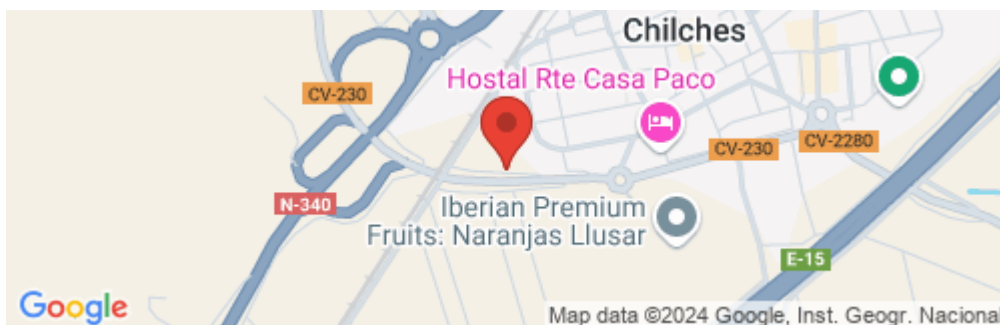 Chilches
Hostal Rte Casa Paco
CV-230
CV-230
CV-2280
N-340
Iberian Premium
Fruits: Naranjas Llusar
E-15
Google
Map data ©2024 Google, Inst. Geogr. Nacional